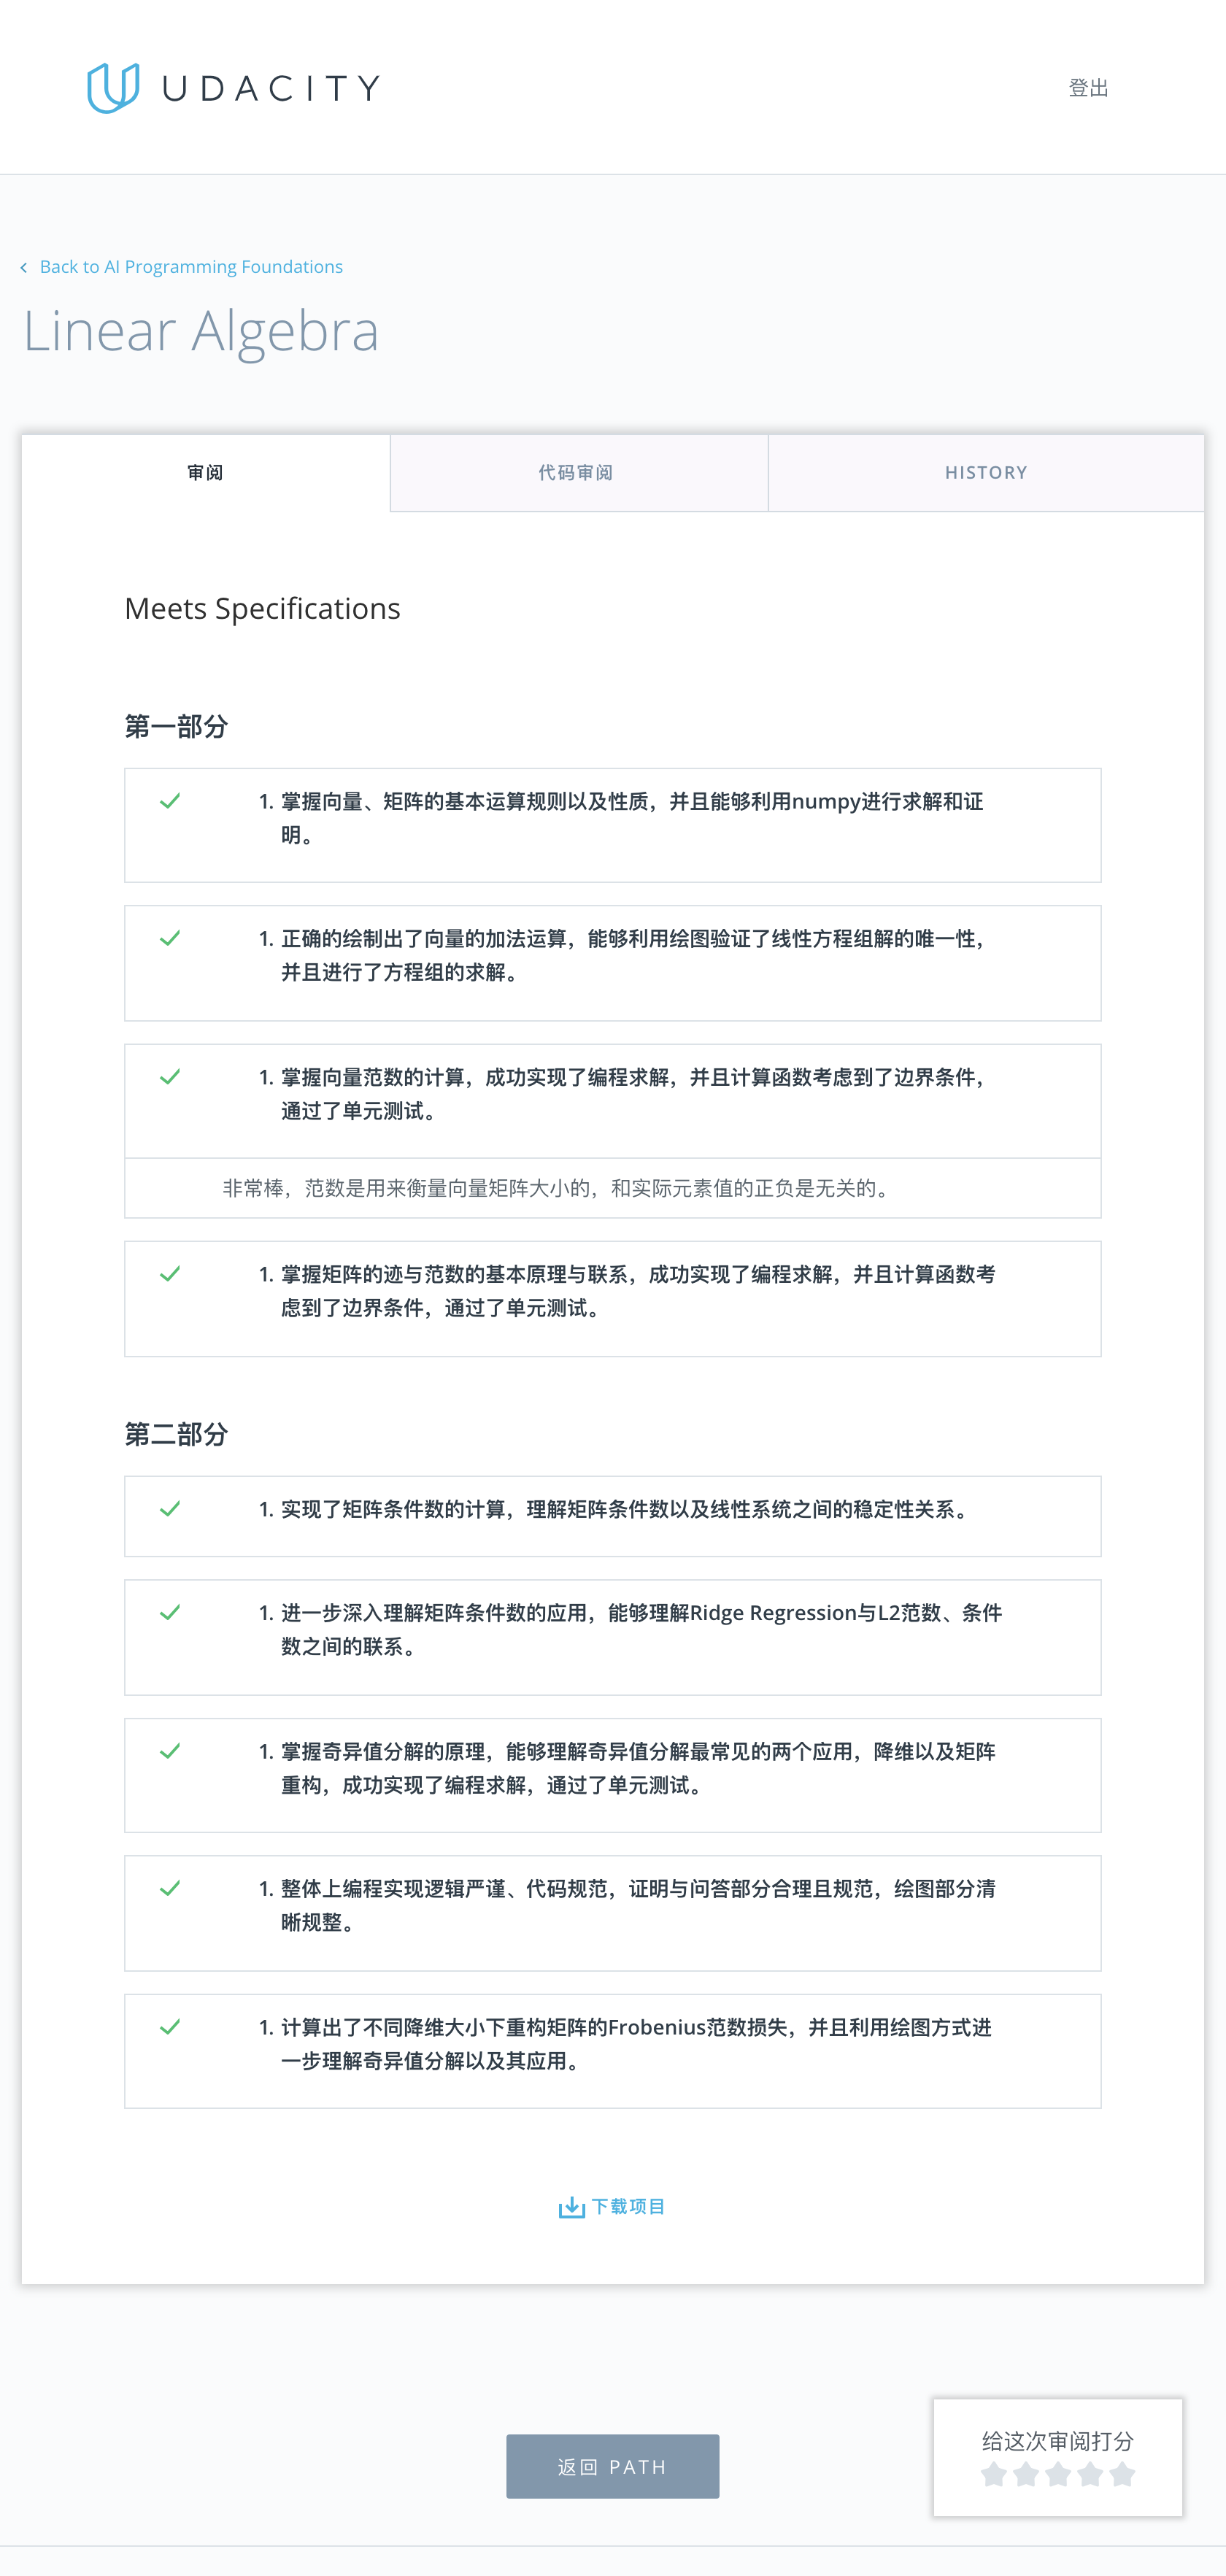 UDACITY
登出
Back to AI Programming Foundations
Linear Algebra
审阅
代码审阅
HISTORY
Meets Specifications
第一部分
1. 掌握向量、矩阵的基本运算规则以及性质，并且能够利用numpy进行求解和证
明。
1. 正确的绘制出了向量的加法运算，能够利用绘图验证了线性方程组解的唯一性，
并且进行了方程组的求解。
1. 掌握向量范数的计算，成功实现了编程求解，并且计算函数考虑到了边界条件，
通过了单元测试。
非常棒，范数是用来衡量向量矩阵大小的，和实际元素值的正负是无关的。
1. 掌握矩阵的迹与范数的基本原理与联系，成功实现了编程求解，并且计算函数考
虑到了边界条件，通过了单元测试。
第二部分
1. 实现了矩阵条件数的计算，理解矩阵条件数以及线性系统之间的稳定性关系。
1. 进一步深入理解矩阵条件数的应用，能够理解Ridge Regression与L2范数、条件
数之间的联系。
1. 掌握奇异值分解的原理，能够理解奇异值分解最常见的两个应用，降维以及矩阵
重构，成功实现了编程求解，通过了单元测试。
1. 整体上编程实现逻辑严谨、代码规范，证明与问答部分合理且规范，绘图部分清
晰规整。
1. 计算出了不同降维大小下重构矩阵的Frobenius范数损失，并且利用绘图方式进
一步理解奇异值分解以及其应用。
下载项目
返回 PATH
给这次审阅打分